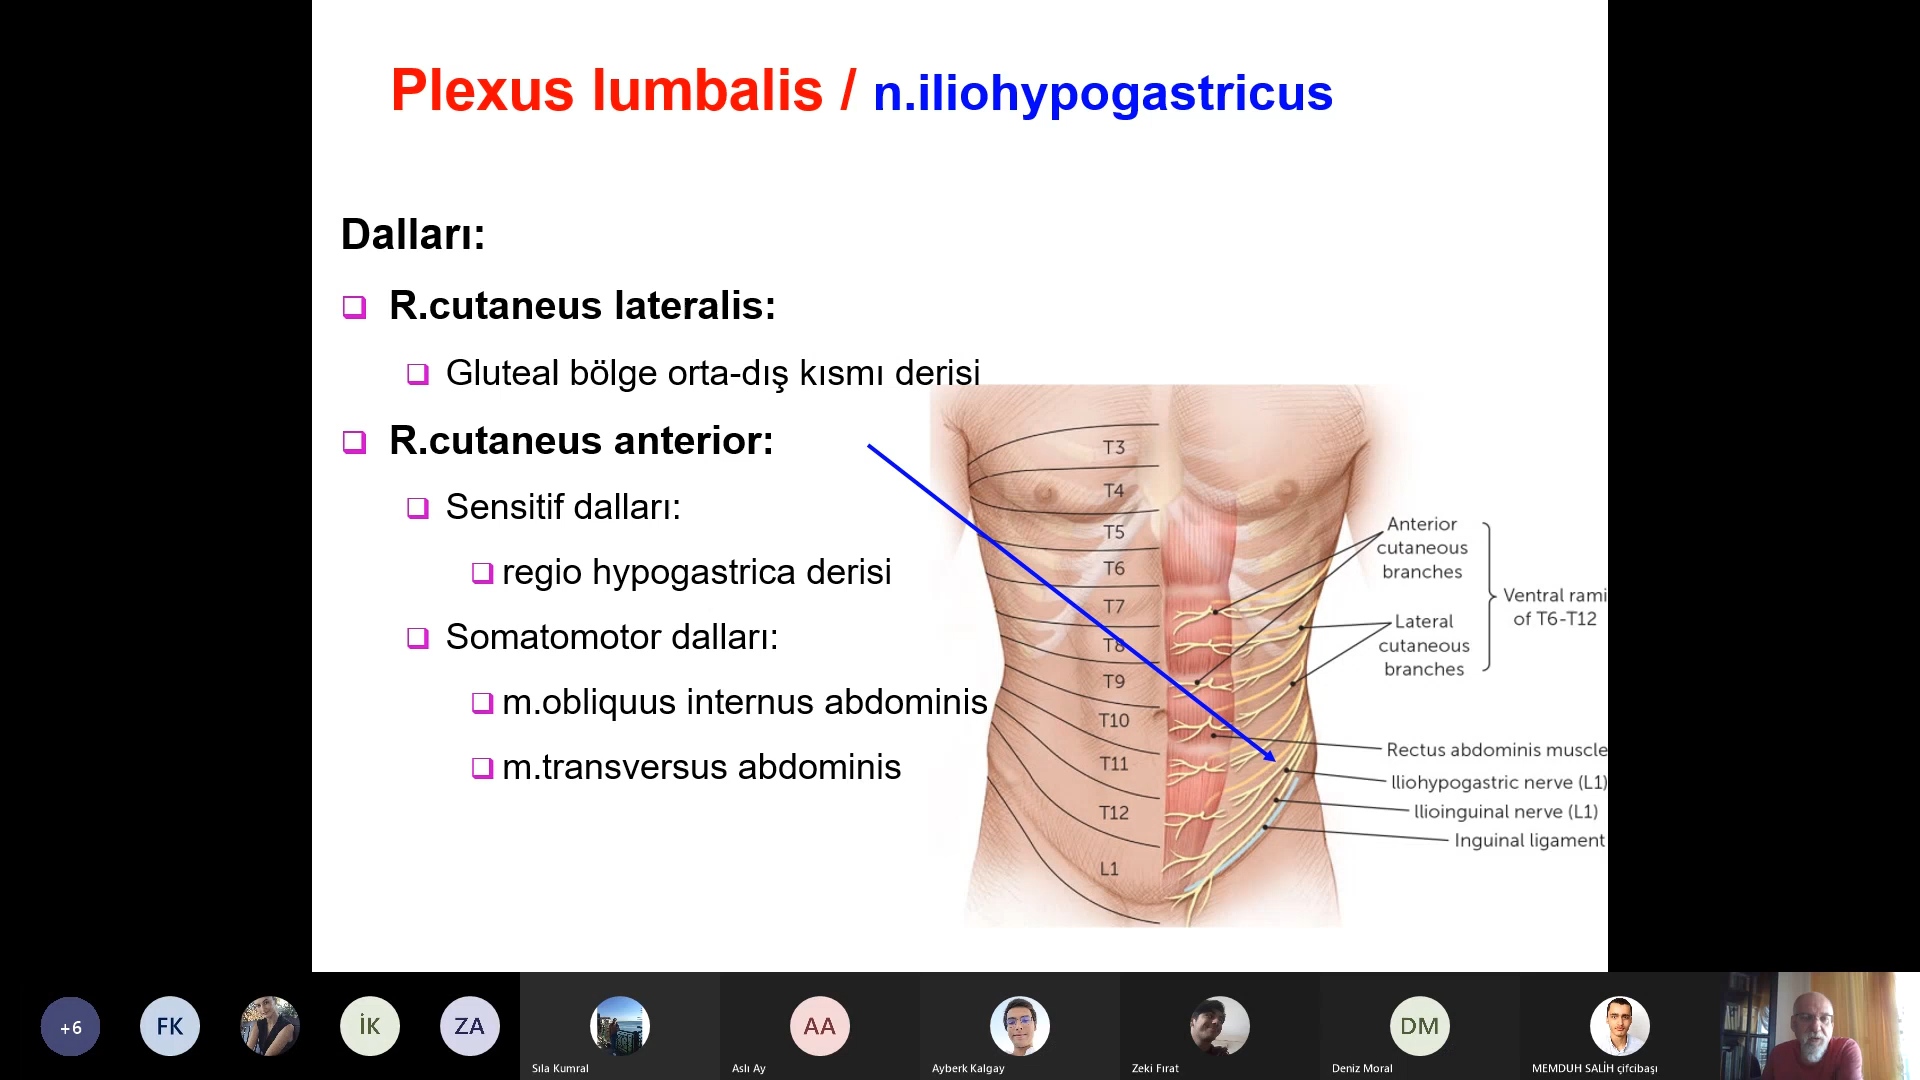 Plexus lumbalis / n.iliohypogastricus
Dalları:
R.cutaneus lateralis:
Gluteal bölge orta-dış kısmı derisi
R.cutaneus anterior:
Sensitif dalları:
regio hypogastrica derisi
Somatomotor dalları:
m.obliquus internus abdominis
m.transversus abdominis
T3
T4
T5
T6
T7
T8
T9
T10
T11
T12
L1
Anterior
cutaneous
branches
Lateral
cutaneous
branches
Ventral rami
of T6-T12
Rectus abdominis muscle
Iliohypogastric nerve (L1)
Ilioinguinal nerve (L1)
Inguinal ligament
+6
FK
İK
ZA
Sıla Kumral
AA
Aslı Ay
Ayberk Kalgay
Zeki Fırat
DM
Deniz Moral
MEMDUH SALİH çifcibaşı